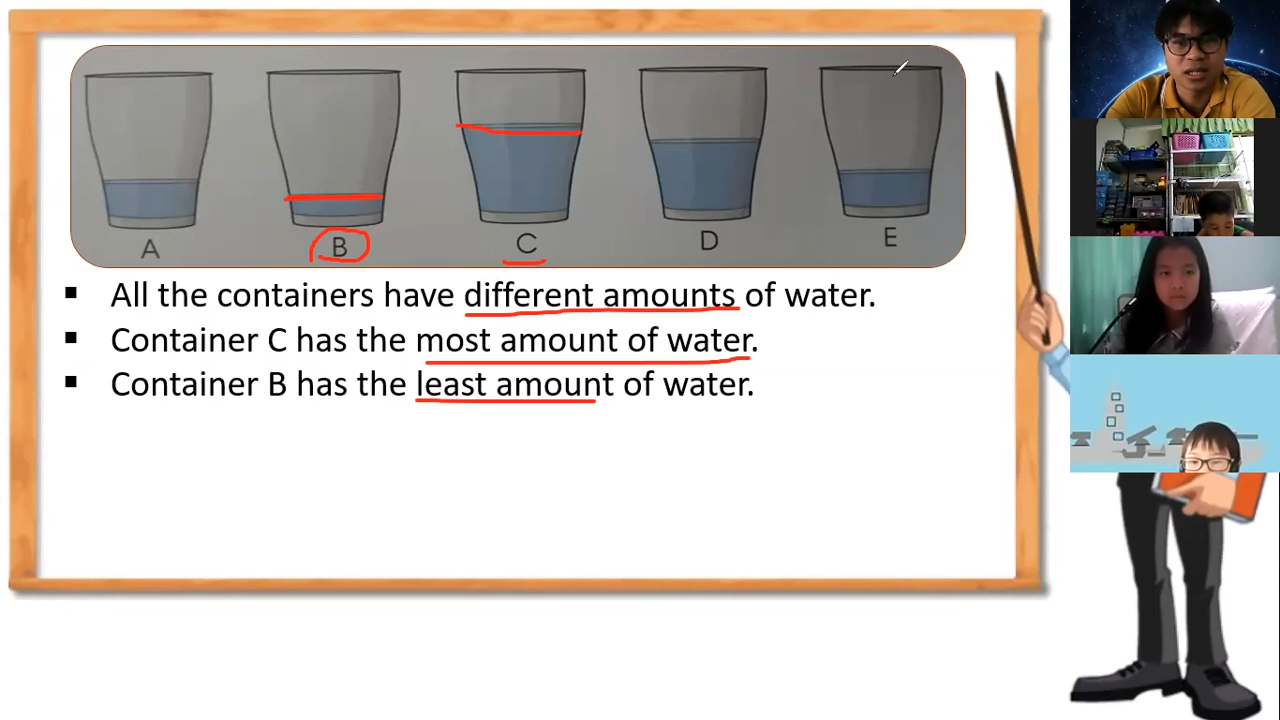 A B C D E
▪ All the containers have different amounts of water.
▪ Container C has the most amount of water.
▪ Container B has the least amount of water.